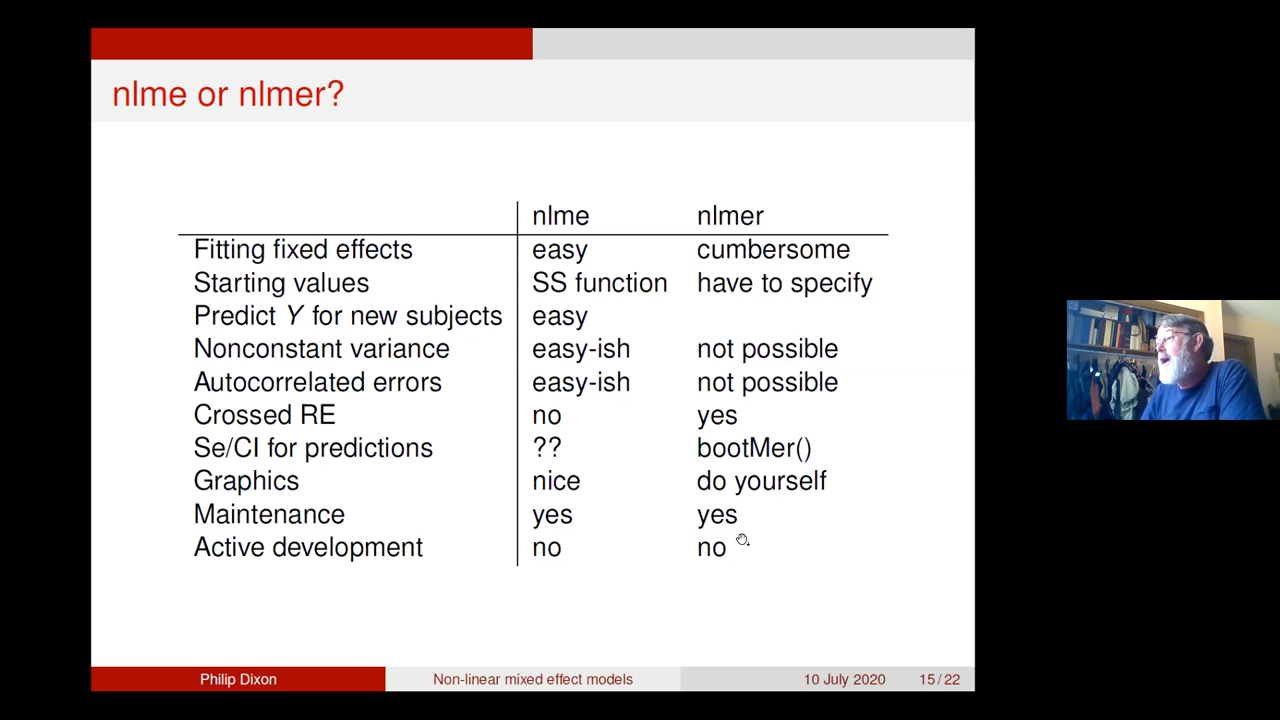 nlme or nlmer?
nlme nlmer
Fitting fixed effects easy cumbersome
Starting values SS function have to specify
Predict Y for new subjects easy
Nonconstant variance easy-ish not possible
Autocorrelated errors easy-ish not possible
Crossed RE no yes
Se/CI for predictions ?? bootMer()
Graphics nice do yourself
Maintenance yes yes
Active development no no
Philip Dixon Non-linear mixed effect models 10 July 2020 15 / 22